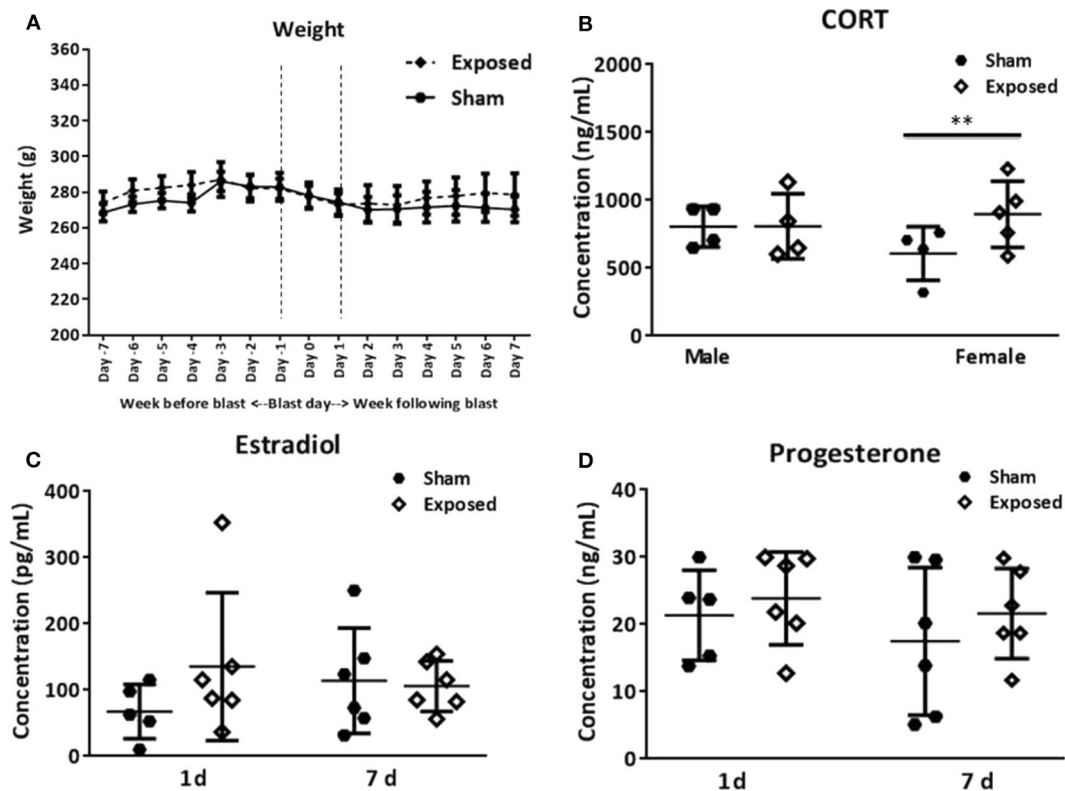 A
Weight
Exposed
Sham
Weight (g)
360
340
320
300
280
260
240
220
200
Day -7
Day -6
Day -5
Day -4
Day -3
Day -2
Day -1
Day 0
Day 1
Day 2
Day 3
Day 4
Day 5
Day 6
Day 7
Week before blast <--Blast day--> Week following blast
B
CORT
Sham
Exposed
Concentration (ng/mL)
2000
1500
1000
500
0
**
Male
Female
C
Estradiol
Sham
Exposed
Concentration (pg/mL)
400
300
200
100
0
1 d
7 d
D
Progesterone
Sham
Exposed
Concentration (ng/mL)
40
30
20
10
0
1 d
7 d